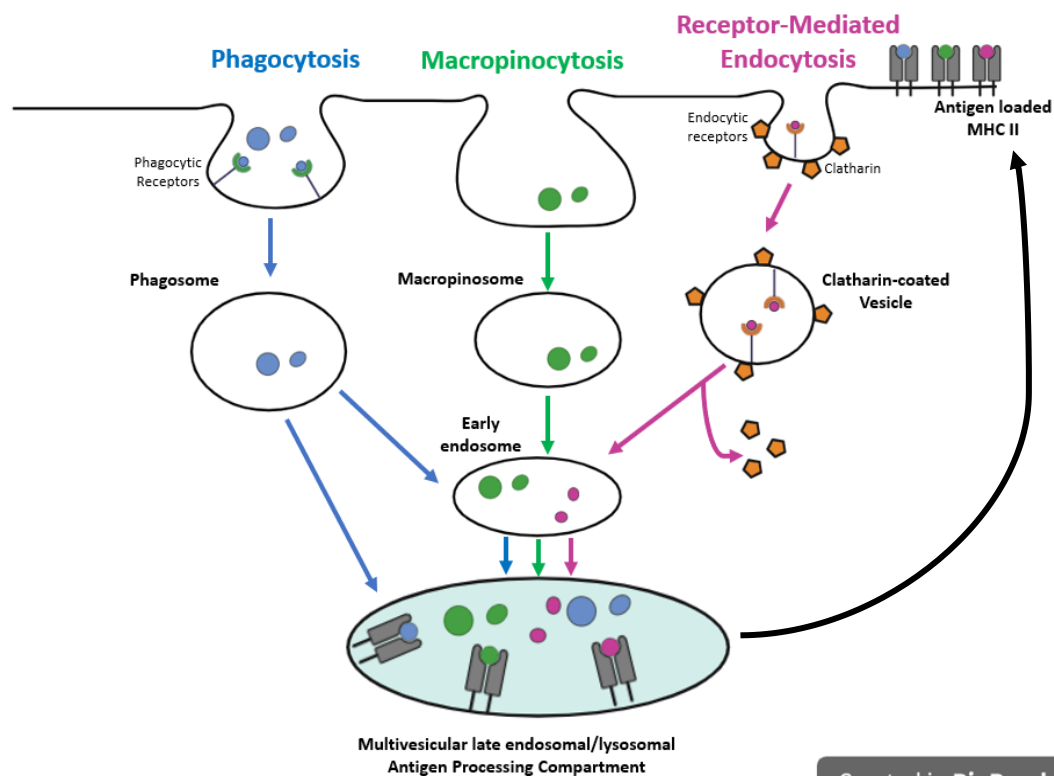 Phagocytosis
Macropinocytosis
Receptor-Mediated
Endocytosis
Antigen loaded
MHC II
Endocytic
receptors
Phagocytic
Receptors
Clatharin
Phagosome
Macropinosome
Clatharin-coated
Vesicle
Early
endosome
Multivesicular late endosomal/lysosomal
Antigen Processing Compartment